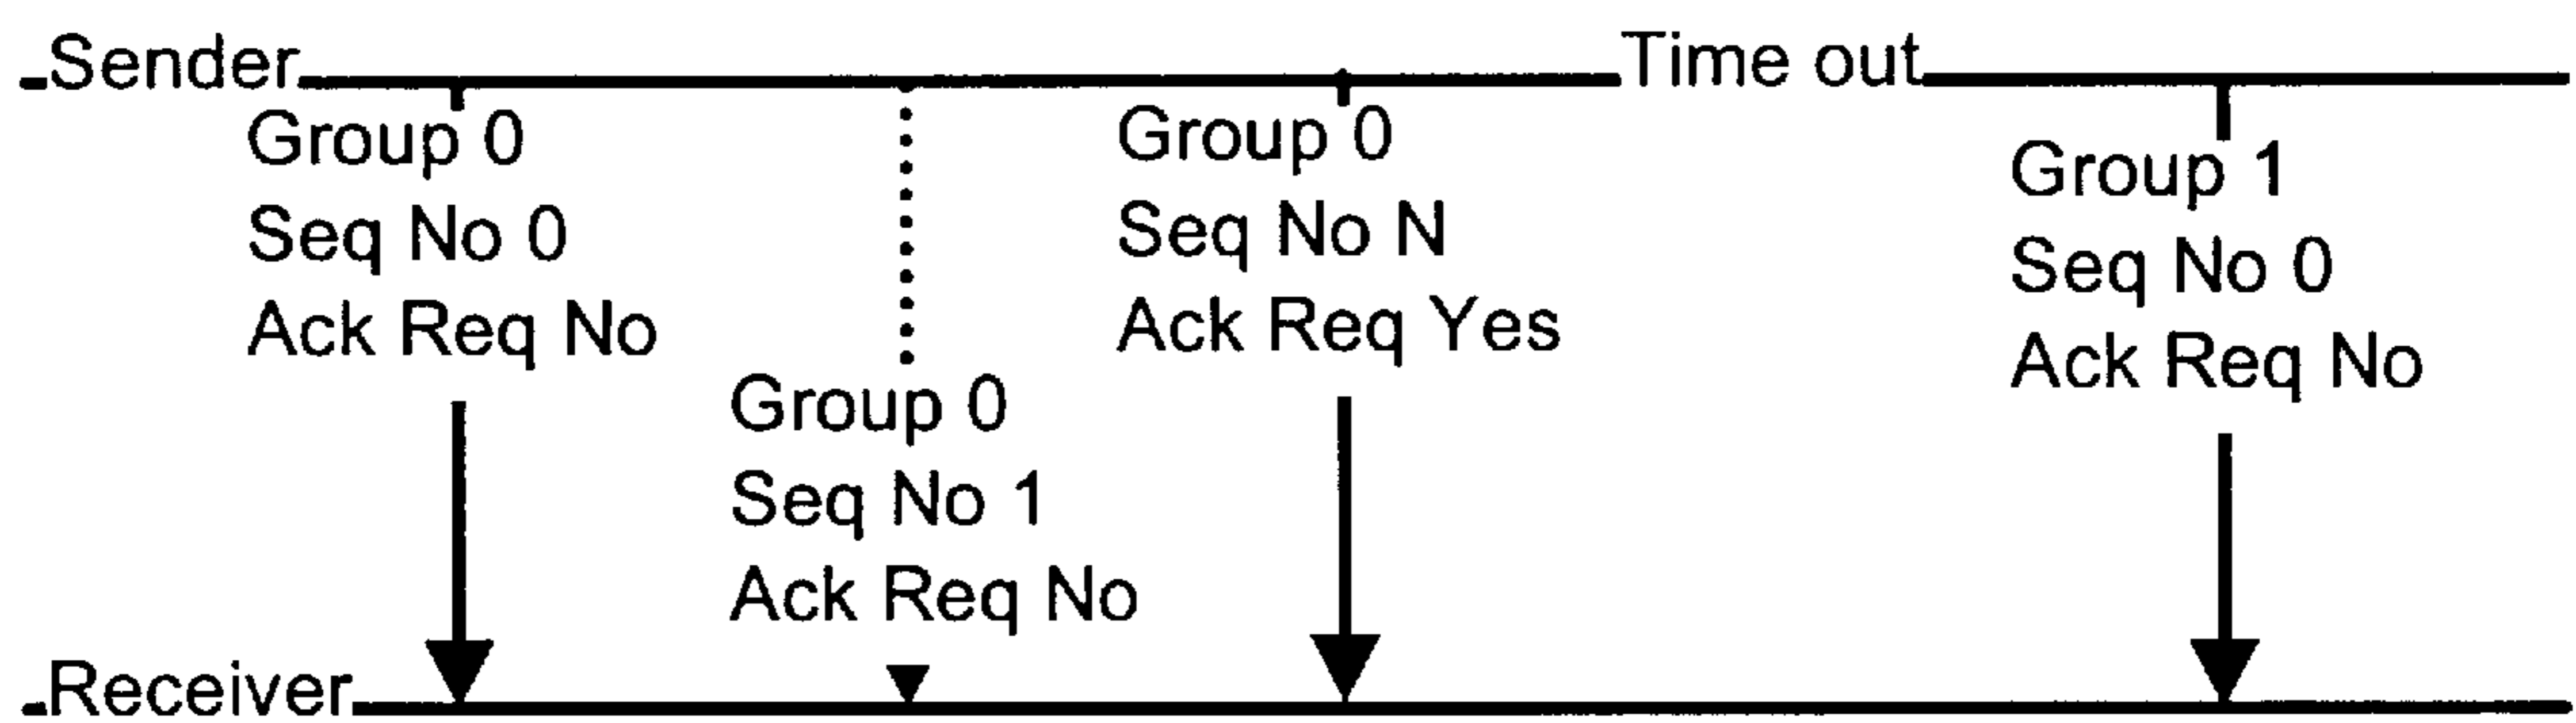 Sender
Time out
Group 0
Seq No 0
Ack Req No
Group 0
Seq No 1
Ack Req No
Group 0
Seq No N
Ack Req Yes
Group 1
Seq No 0
Ack Req No
Receiver